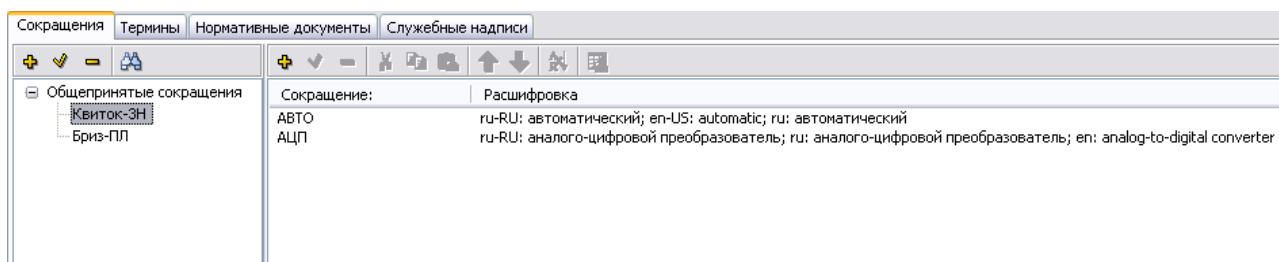 Сокращения Термины Нормативные документы Служебные надписи
Общепринятые сокращения
Квиток-3Н
Бриз-ПЛ
Сокращение: Расшифровка
АВТО ru-RU: автоматический; en-US: automatic; ru: автоматический
АЦП ru-RU: аналого-цифровой преобразователь; ru: аналого-цифровой преобразователь; en: analog-to-digital converter